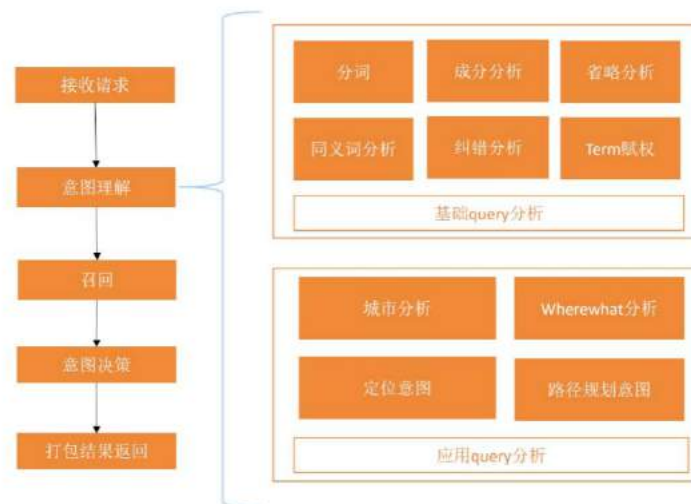 接收请求
意图理解
召回
意图决策
打包结果返回
分词
成分分析
省略分析
同义词分析
纠错分析
Term赋权
基础query分析
城市分析
Wherewhat分析
定位意图
路径规划意图
应用query分析